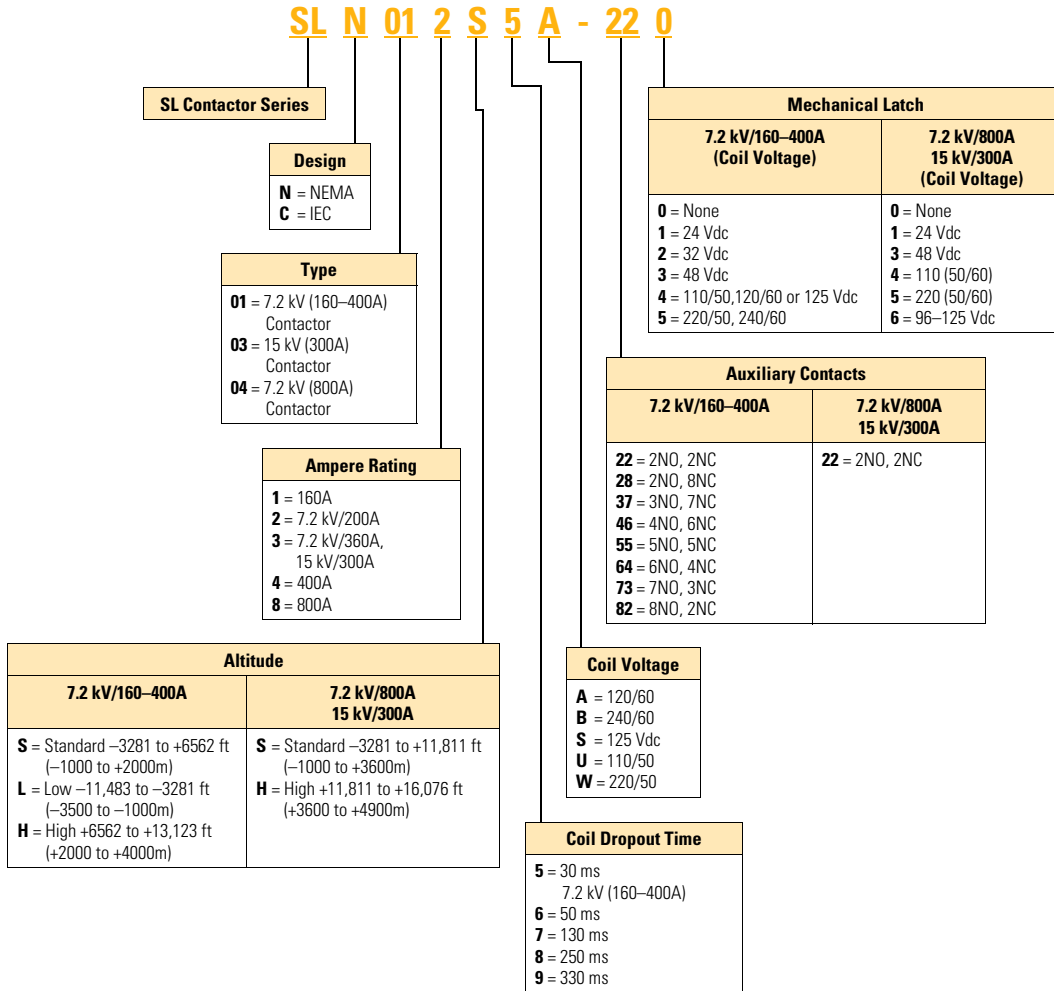 SL N 01 2 S 5 A - 22 0
SL Contactor Series
Design
N = NEMA
C = IEC
Type
01 = 7.2 kV (160–400A)
Contactor
03 = 15 kV (300A)
Contactor
04 = 7.2 kV (800A)
Contactor
Ampere Rating
1 = 160A
2 = 7.2 kV/200A
3 = 7.2 kV/360A,
15 kV/300A
4 = 400A
8 = 800A
Altitude
7.2 kV/160–400A
S = Standard –3281 to +6562 ft
(–1000 to +2000m)
L = Low –11,483 to –3281 ft
(–3500 to –1000m)
H = High +6562 to +13,123 ft
(+2000 to +4000m)
7.2 kV/800A
15 kV/300A
S = Standard –3281 to +11,811 ft
(–1000 to +3600m)
H = High +11,811 to +16,076 ft
(+3600 to +4900m)
Coil Dropout Time
5 = 30 ms
7.2 kV (160–400A)
6 = 50 ms
7 = 130 ms
8 = 250 ms
9 = 330 ms
Coil Voltage
A = 120/60
B = 240/60
S = 125 Vdc
U = 110/50
W = 220/50
Auxiliary Contacts
7.2 kV/160–400A
22 = 2NO, 2NC
28 = 2NO, 8NC
37 = 3NO, 7NC
46 = 4NO, 6NC
55 = 5NO, 5NC
64 = 6NO, 4NC
73 = 7NO, 3NC
82 = 8NO, 2NC
7.2 kV/800A
15 kV/300A
22 = 2NO, 2NC
Mechanical Latch
7.2 kV/160–400A
(Coil Voltage)
0 = None
1 = 24 Vdc
2 = 32 Vdc
3 = 48 Vdc
4 = 110/50,120/60 or 125 Vdc
5 = 220/50, 240/60
7.2 kV/800A
15 kV/300A
(Coil Voltage)
0 = None
1 = 24 Vdc
3 = 48 Vdc
4 = 110 (50/60)
5 = 220 (50/60)
6 = 96–125 Vdc